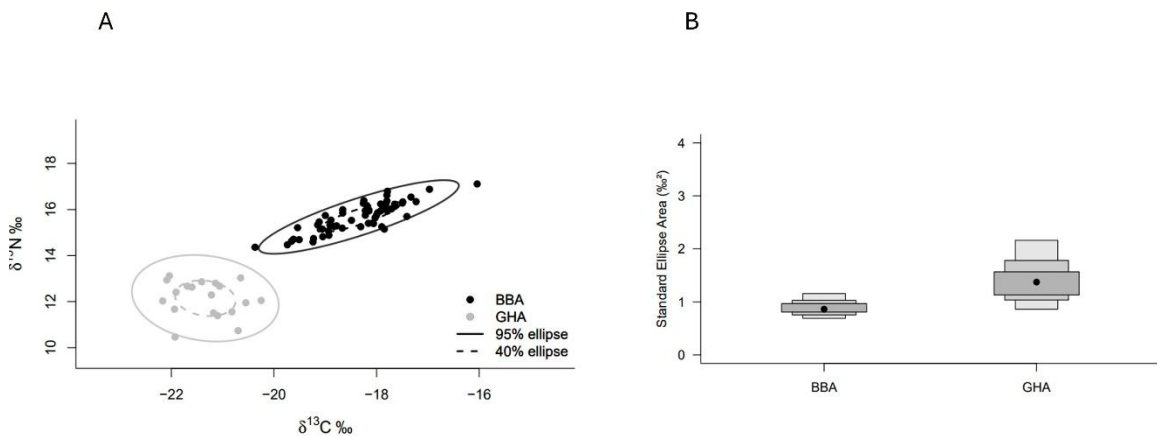 A
B
18
16
14
12
10
δ¹⁵N ‰
BBA
GHA
95% ellipse
40% ellipse
−22
−20
−18
−16
δ¹³C ‰
4
3
2
1
0
Standard Ellipse Area (‰²)
BBA
GHA